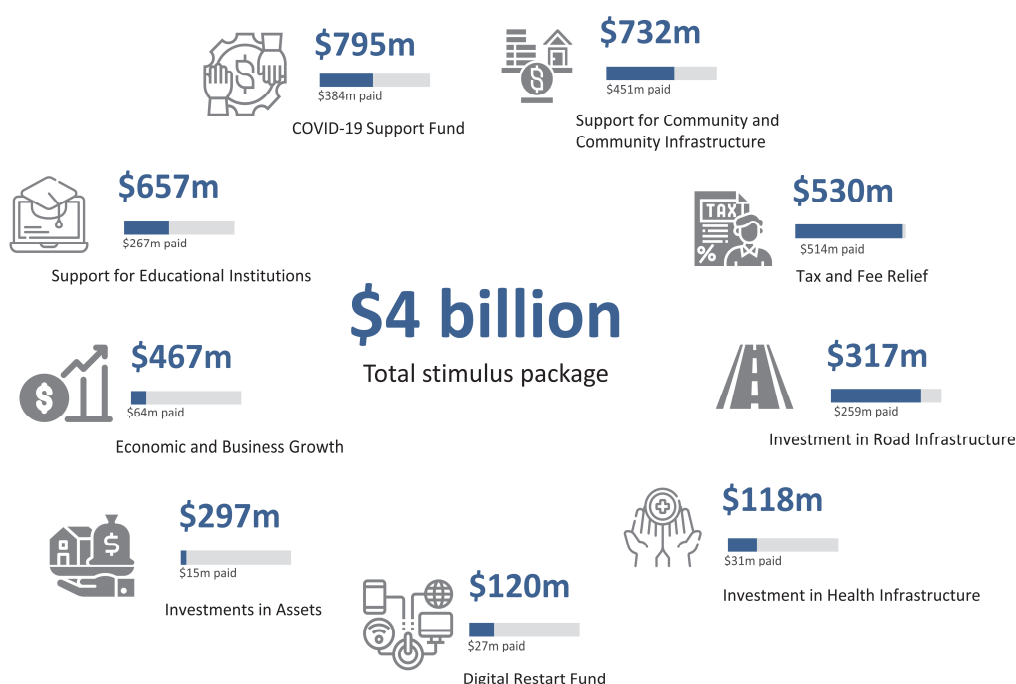 $795m
$384m paid
COVID-19 Support Fund
$732m
$451m paid
Support for Community and
Community Infrastructure
$657m
$267m paid
Support for Educational Institutions
TAX
%
$530m
$514m paid
Tax and Fee Relief
$4 billion
Total stimulus package
$467m
$64m paid
Economic and Business Growth
$317m
$259m paid
Investment in Road Infrastructure
$297m
$15m paid
Investments in Assets
$118m
$31m paid
Investment in Health Infrastructure
$120m
$27m paid
Digital Restart Fund